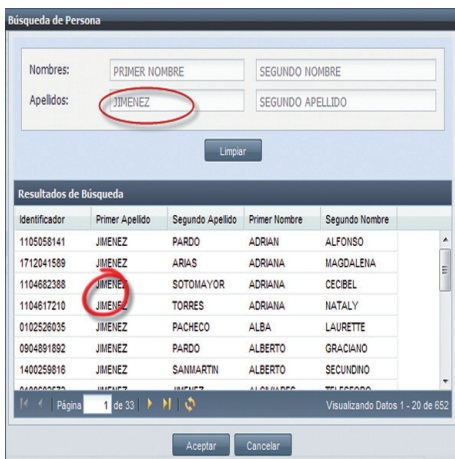 Búsqueda de Persona
Nombres: PRIMER NOMBRE SEGUNDO NOMBRE
Apelidos: JIMENEZ SEGUNDO APELLIDO
Limpiar
Resultados de Búsqueda
Identificador Primer Apellido Segundo Apellido Primer Nombre Segundo Nombre
1105058141 JIMENEZ PARDO ADRIAN ALFONSO
1712041589 JIMENEZ ARIAS ADRIANA MAGDALENA
1104682388 JIMENEZ SOTOMAYOR ADRIANA CECIBEL
1104617210 JIMENEZ TORRES ADRIANA NATALY
0102526035 JIMENEZ PACHECO ALBA LAURETTE
0904891892 JIMENEZ PARDO ALBERTO GRACIANO
1400259816 JIMENEZ SANMARTIN ALBERTO SECUNDINO
Página 1 de 33 Visualizando Datos 1 - 20 de 652
Aceptar Cancelar